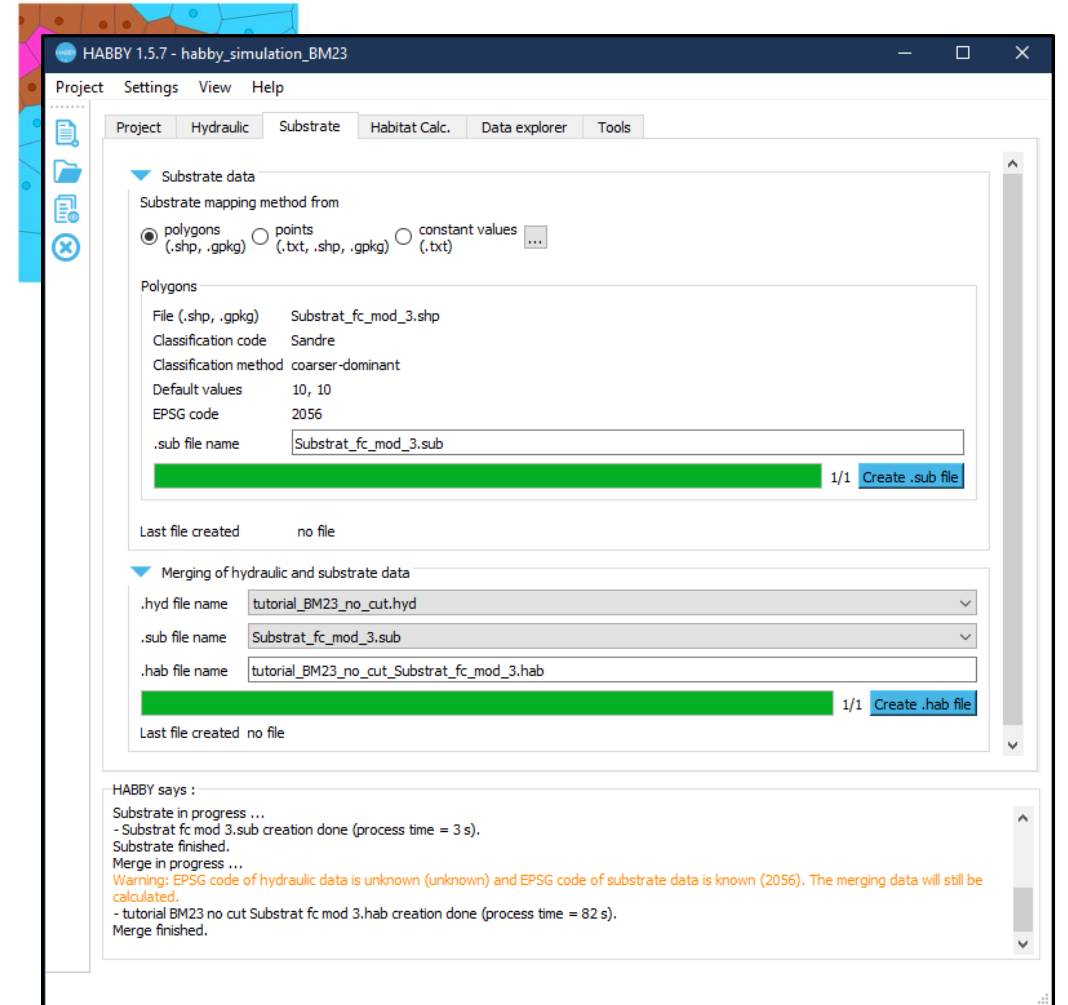 HABBY 1.5.7 - habby_simulation_BM23
Project Settings View Help
Project Hydraulic Substrate Habitat Calc. Data explorer Tools
Substrate data
Substrate mapping method from
polygons (.shp, .gpkg) points (.txt, .shp, .gpkg) constant values (.txt) ...
Polygons
File (.shp, .gpkg) Substrat_fc_mod_3.shp
Classification code Sandre
Classification method coarser-dominant
Default values 10, 10
EPSG code 2056
.sub file name Substrat_fc_mod_3.sub
1/1 Create .sub file
Last file created no file
Merging of hydraulic and substrate data
.hyd file name tutorial_BM23_no_cut.hyd
.sub file name Substrat_fc_mod_3.sub
.hab file name tutorial_BM23_no_cut_Substrat_fc_mod_3.hab
1/1 Create .hab file
Last file created no file
HABBY says :
Substrate in progress ...
- Substrat fc mod 3.sub creation done (process time = 3 s).
Substrate finished.
Merge in progress ...
Warning: EPSG code of hydraulic data is unknown (unknown) and EPSG code of substrate data is known (2056). The merging data will still be
calculated.
- tutorial BM23 no cut Substrat fc mod 3.hab creation done (process time = 82 s).
Merge finished.